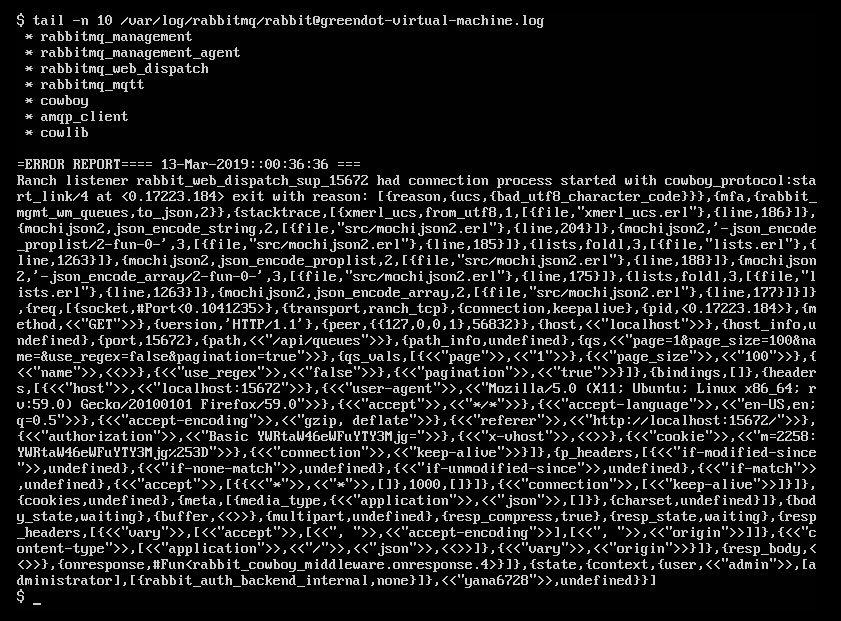 $ tail -n 10 /var/log/rabbitmq/rabbit@greendot-virtual-machine.log
 * rabbitmq_management
 * rabbitmq_management_agent
 * rabbitmq_web_dispatch
 * rabbitmq_mqtt
 * cowboy
 * amqp_client
 * cowlib
=ERROR REPORT==== 13-Mar-2019::00:36:36 ===
Ranch listener rabbit_web_dispatch_sup_15672 had connection process started with cowboy_protocol:sta
rt_link/4 at <0.17223.184> exit with reason: [{reason,{ucs,{bad_utf8_character_code}}},{mfa,{rabbit_
mgmt_wm_queues,to_json,2}},{stacktrace,[{xmerl_ucs,from_utf8,1,[{file,"xmerl_ucs.erl"},{line,186}]},
{mochijson2,json_encode_string,2,[{file,"src/mochijson2.erl"},{line,204}]},{mochijson2,'-json_encode
_proplist/2-fun-0-',3,[{file,"src/mochijson2.erl"},{line,185}]},{lists,foldl,3,[{file,"lists.erl"},{
line,1263}]},{mochijson2,json_encode_proplist,2,[{file,"src/mochijson2.erl"},{line,188}]},{mochijson
2,'-json_encode_array/2-fun-0-',3,[{file,"src/mochijson2.erl"},{line,175}]},{lists,foldl,3,[{file,"l
ists.erl"},{line,1263}]},{mochijson2,json_encode_array,2,[{file,"src/mochijson2.erl"},{line,177}]}]}
,{req,[{socket,#Port<0.1041235>},{transport,ranch_tcp},{connection,keepalive},{pid,<0.17223.184>},{m
ethod,<<"GET">>},{version,'HTTP/1.1'},{peer,{{127,0,0,1},56832}},{host,<<"localhost">>},{host_info,u
ndefined},{port,15672},{path,<<"/api/queues">>},{path_info,undefined},{qs,<<"page=1&page_size=100&na
me=&use_regex=false&pagination=true">>},{qs_vals,[{<<"page">>,<<"1">>},{<<"page_size">>,<<"100">>},{
<<"name">>,<<>>},{<<"use_regex">>,<<"false">>},{<<"pagination">>,<<"true">>}]},{bindings,[]},{header
s,[{<<"host">>,<<"localhost:15672">>},{<<"user-agent">>,<<"Mozilla/5.0 (X11; Ubuntu; Linux x86_64; r
v:59.0) Gecko/20100101 Firefox/59.0">>},{<<"accept">>,<<"*/*">>},{<<"accept-language">>,<<"en-US,en;
q=0.5">>},{<<"accept-encoding">>,<<"gzip, deflate">>},{<<"referer">>,<<"http://localhost:15672/">>},
{<<"authorization">>,<<"Basic YWRtaW46eWFuYTY3Mjg=">>},{<<"x-vhost">>,<<>>},{<<"cookie">>,<<"m=2258:
YWRtaW46eWFuYTY3Mjg%253D">>},{<<"connection">>,<<"keep-alive">>}]},{p_headers,[{<<"if-modified-since
">>,undefined},{<<"if-none-match">>,undefined},{<<"if-unmodified-since">>,undefined},{<<"if-match">>
,undefined},{<<"accept">>,[{{<<"*">>,<<"*">>,[]},1000,[]}]},{<<"connection">>,[<<"keep-alive">>]}]},
{cookies,undefined},{meta,[{media_type,{<<"application">>,<<"json">>,[]}},{charset,undefined}]},{bod
y_state,waiting},{buffer,<<>>},{multipart,undefined},{resp_compress,true},{resp_state,waiting},{resp
_headers,[{<<"vary">>,[<<"accept">>,[<<", ">>,<<"accept-encoding">>],[<<", ">>,<<"origin">>]]},{<<"c
ontent-type">>,[<<"application">>,<<"/">>,<<"json">>,<<>>]},{<<"vary">>,<<"origin">>}]},{resp_body,<
<>>},{onresponse,#Fun<rabbit_cowboy_middleware.onresponse.4>}]},{state,{context,{user,<<"admin">>,[a
dministrator],[{rabbit_auth_backend_internal,none}]},<<"yana6728">>,undefined}}]
$ _